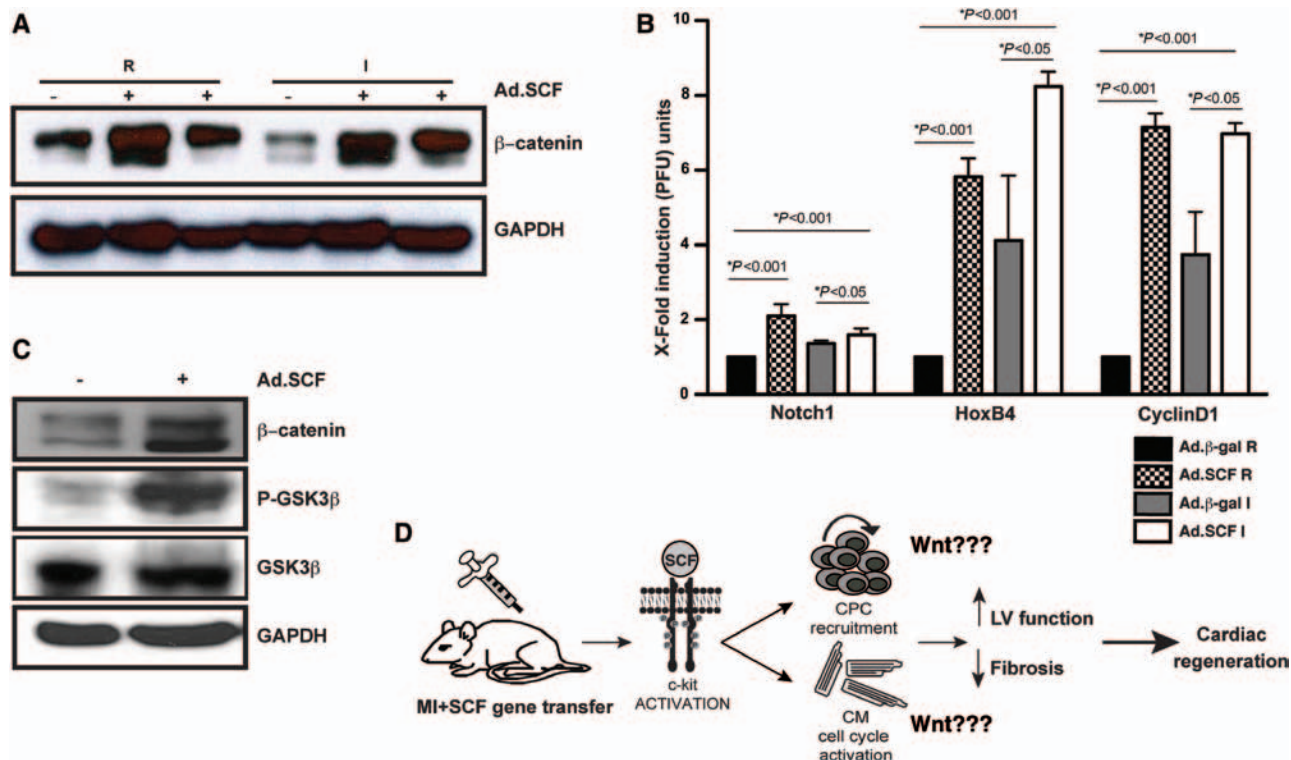 A
R I
- + + - + + Ad.SCF
β-catenin
GAPDH
B
X-Fold induction (PFU) units
10
8
6
4
2
0
*P<0.001
*P<0.001
*P<0.05
*P<0.001
*P<0.001
*P<0.05
*P<0.001
*P<0.001
*P<0.05
Notch1 HoxB4 CyclinD1
Ad.β-gal R
Ad.SCF R
Ad.β-gal I
Ad.SCF I
C
- + Ad.SCF
β-catenin
P-GSK3β
GSK3β
GAPDH
D
MI+SCF gene transfer
SCF
c-kit
ACTIVATION
CPC
recruitment
Wnt???
CM
cell cycle
activation
Wnt???
LV function
Fibrosis
Cardiac
regeneration